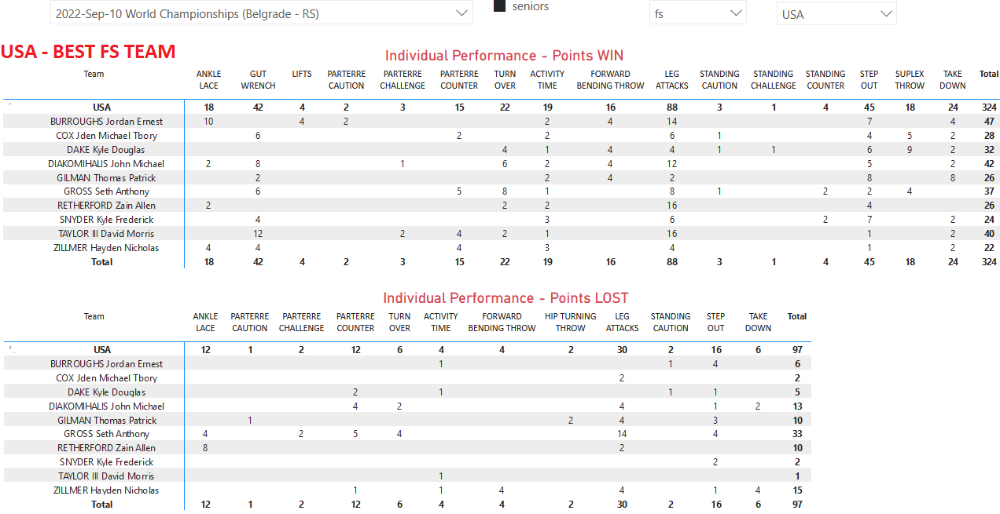 2022-Sep-10 World Championships (Belgrade - RS) seniors fs USA
USA - BEST FS TEAM
Individual Performance - Points WIN
Team ANKLE LACE GUT WRENCH LIFTS PARTERRE CAUTION PARTERRE CHALLENGE PARTERRE COUNTER TURN OVER ACTIVITY TIME FORWARD BENDING THROW LEG ATTACKS STANDING CAUTION STANDING CHALLENGE STANDING COUNTER STEP OUT SUPLEX THROW TAKE DOWN Total
USA 18 42 4 2 3 15 22 19 16 88 3 1 4 45 18 24 324
BURROUGHS Jordan Ernest 10 4 2 2 4 14 7 4 47
COX Jden Michael Tbory 6 2 2 6 1 4 5 2 28
DAKE Kyle Douglas 4 1 4 4 1 1 6 9 2 32
DIAKOMIHALIS John Michael 2 8 1 6 2 4 12 5 2 42
GILMAN Thomas Patrick 2 2 4 2 8 8 26
GROSS Seth Anthony 6 5 8 1 8 1 2 2 4 37
RETHERFORD Zain Allen 2 2 2 16 4 26
SNYDER Kyle Frederick 4 3 6 2 7 2 24
TAYLOR III David Morris 12 2 4 2 1 16 1 2 40
ZILLMER Hayden Nicholas 4 4 4 3 4 1 2 22
Total 18 42 4 2 3 15 22 19 16 88 3 1 4 45 18 24 324
Individual Performance - Points LOST
Team ANKLE LACE PARTERRE CAUTION PARTERRE CHALLENGE PARTERRE COUNTER TURN OVER ACTIVITY TIME FORWARD BENDING THROW HIP TURNING THROW LEG ATTACKS STANDING CAUTION STEP OUT TAKE DOWN Total
USA 12 1 2 12 6 4 4 2 30 2 16 6 97
BURROUGHS Jordan Ernest 1 1 4 6
COX Jden Michael Tbory 2 2
DAKE Kyle Douglas 2 1 1 1 5
DIAKOMIHALIS John Michael 4 2 4 1 2 13
GILMAN Thomas Patrick 1 2 4 3 10
GROSS Seth Anthony 4 2 5 4 14 4 33
RETHERFORD Zain Allen 8 2 10
SNYDER Kyle Frederick 2 2
TAYLOR III David Morris 1 1
ZILLMER Hayden Nicholas 1 1 4 4 1 4 15
Total 12 1 2 12 6 4 4 2 30 2 16 6 97